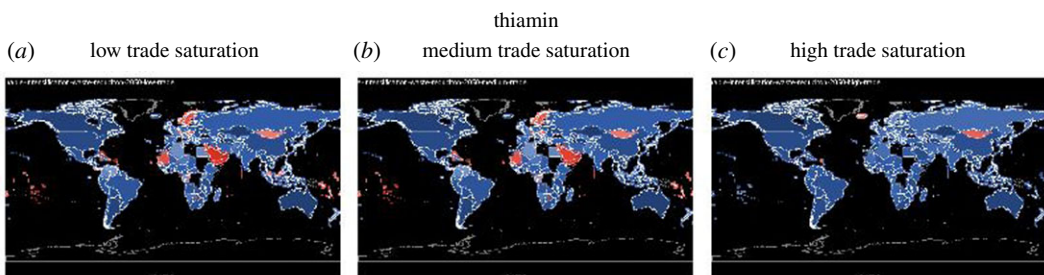 thiamin
(a) low trade saturation
(b) medium trade saturation
(c) high trade saturation